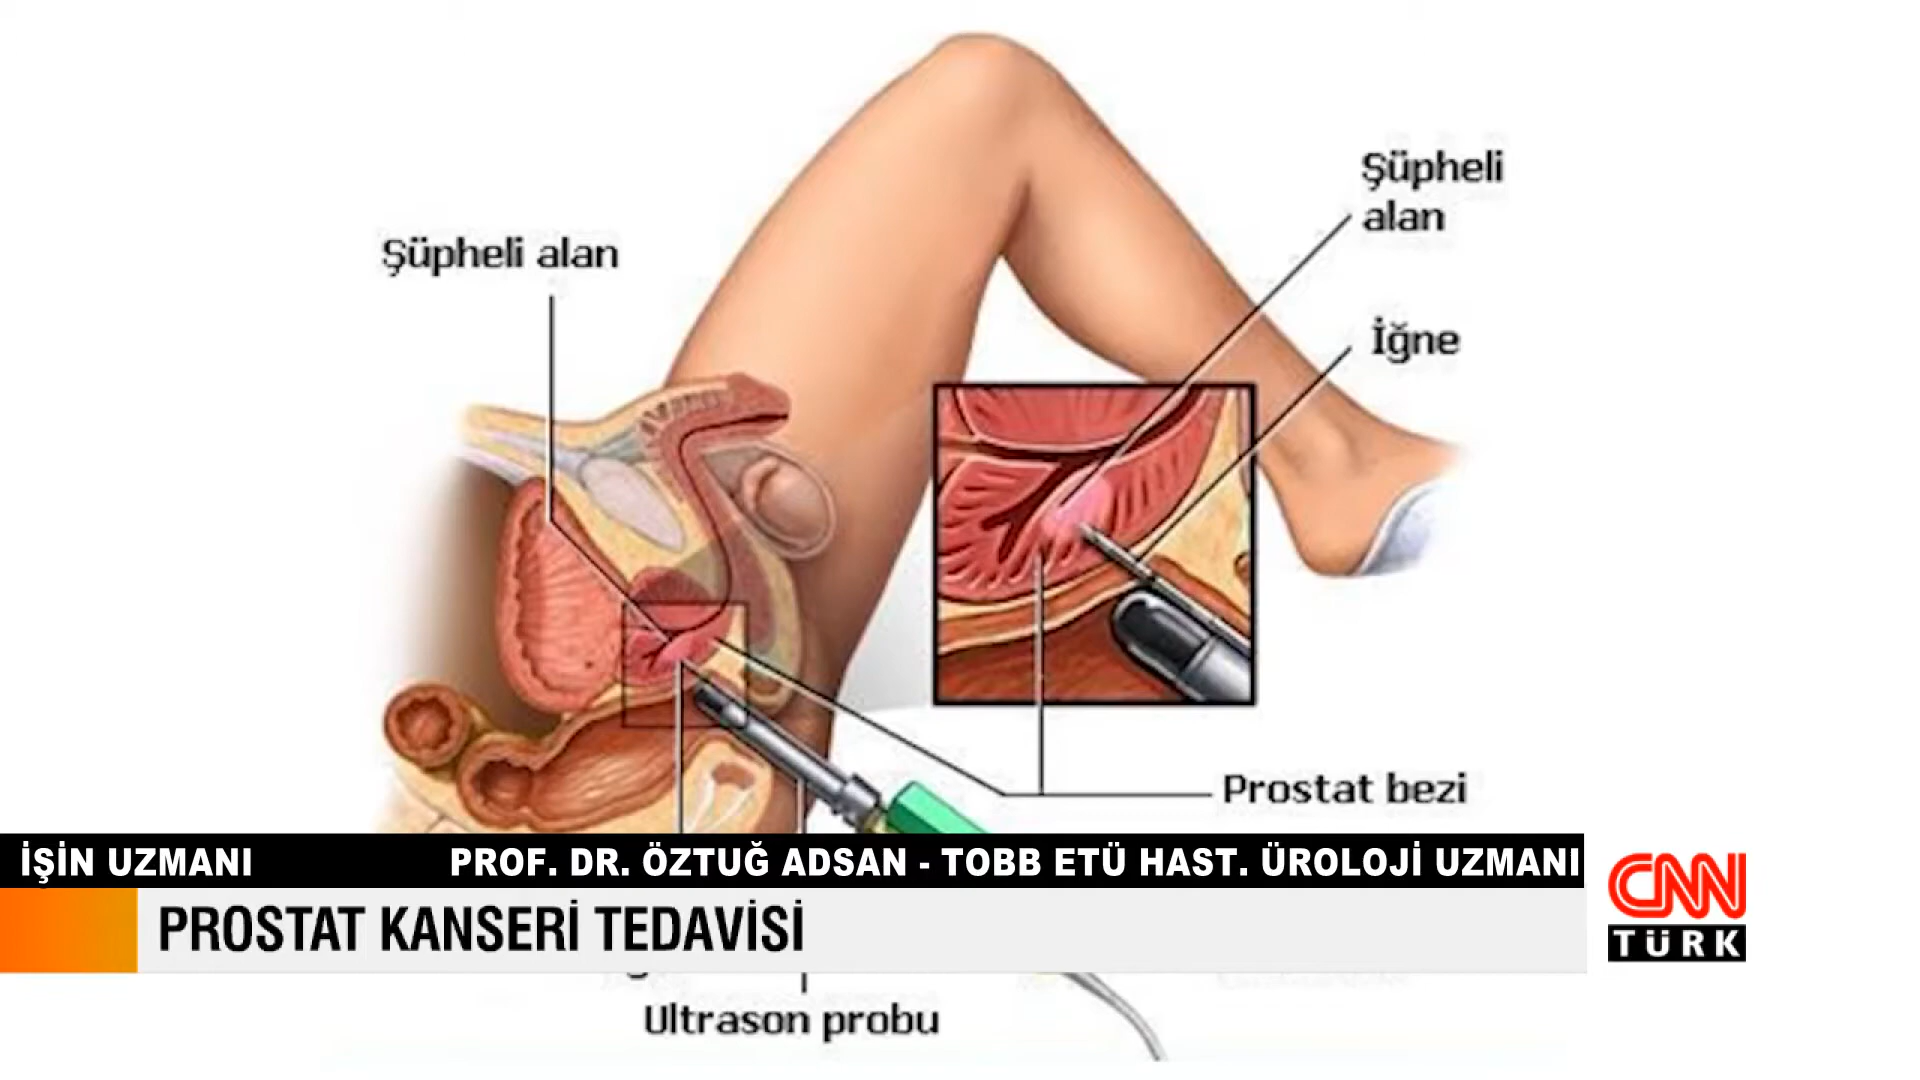 Şüpheli
alan
Şüpheli alan
İğne
Prostat bezi
İŞİN UZMANI PROF. DR. ÖZTUĞ ADSAN - TOBB ETÜ HAST. ÜROLOJİ UZMANI
PROSTAT KANSERİ TEDAVİSİ
CNN
TÜRK
Ultrason probu